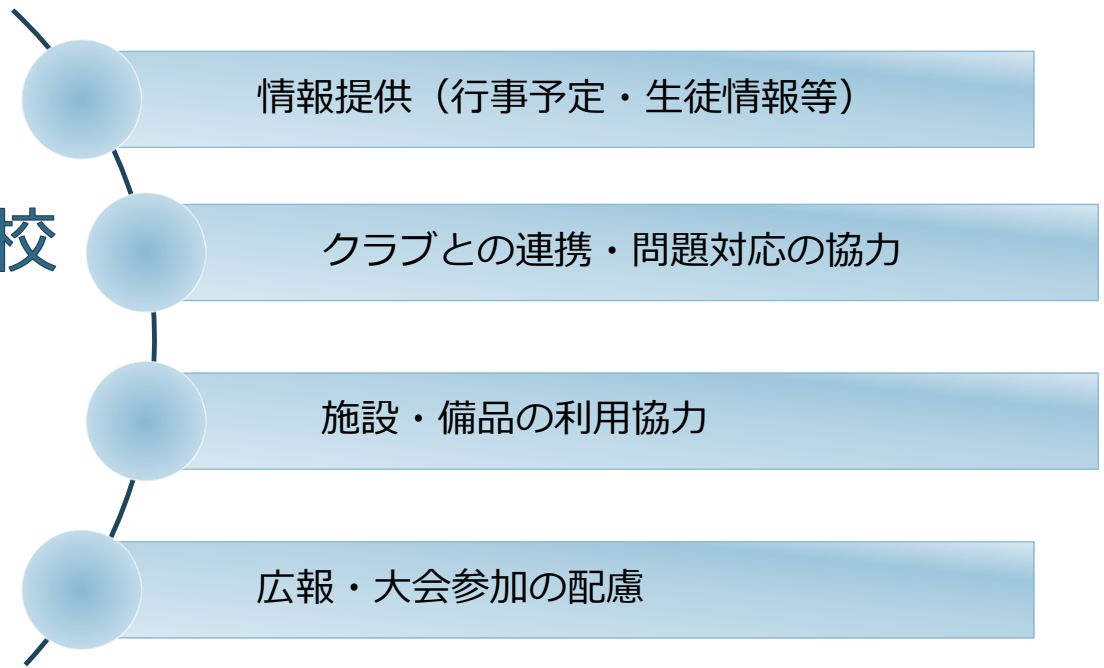 情報提供（行事予定・生徒情報等）
校
クラブとの連携・問題対応の協力
施設・備品の利用協力
広報・大会参加の配慮